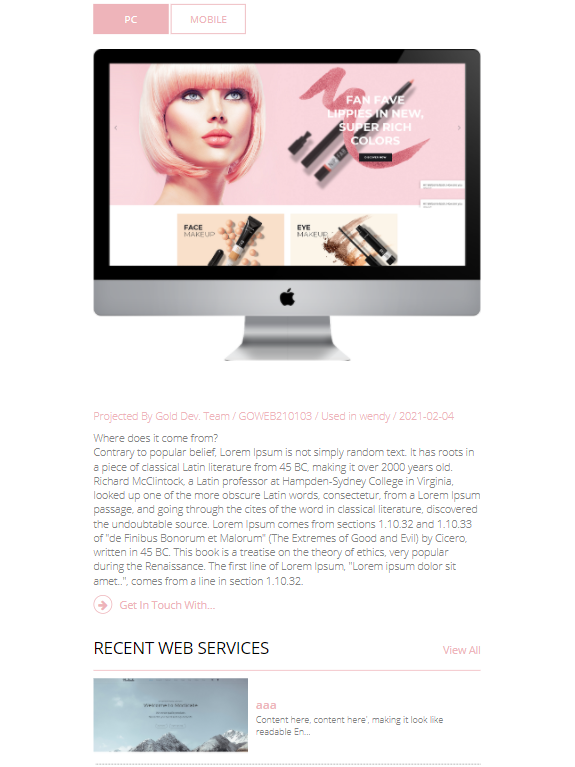 PC
MOBILE
FAN FAVE
LIPPIES IN NEW,
SUPER RICH
COLORS
DISCOVER NOW
FACE
MAKEUP
EYE
MAKEUP
Projected By Gold Dev. Team / GOWEB210103 / Used in wendy / 2021-02-04
Where does it come from?
Contrary to popular belief, Lorem Ipsum is not simply random text. It has roots in
a piece of classical Latin literature from 45 BC, making it over 2000 years old.
Richard McClintock, a Latin professor at Hampden-Sydney College in Virginia,
looked up one of the more obscure Latin words, consectetur, from a Lorem Ipsum
passage, and going through the cites of the word in classical literature, discovered
the undoubtable source. Lorem Ipsum comes from sections 1.10.32 and 1.10.33
of "de Finibus Bonorum et Malorum" (The Extremes of Good and Evil) by Cicero,
written in 45 BC. This book is a treatise on the theory of ethics, very popular
during the Renaissance. The first line of Lorem Ipsum, "Lorem ipsum dolor sit
amet..", comes from a line in section 1.10.32.
Get In Touch With...
RECENT WEB SERVICES
View All
aaa
Content here, content here', making it look like
readable En...